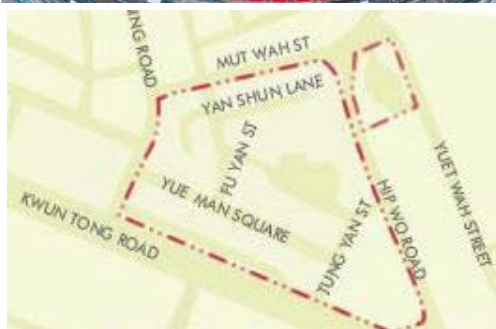 ING ROAD
MUT WAH ST
YAN SHUN LANE
FU YAN ST
YUE MAN SQUARE
KWUN TONG ROAD
TUNG YAN ST
HIP WO ROAD
YUET WAH STREET